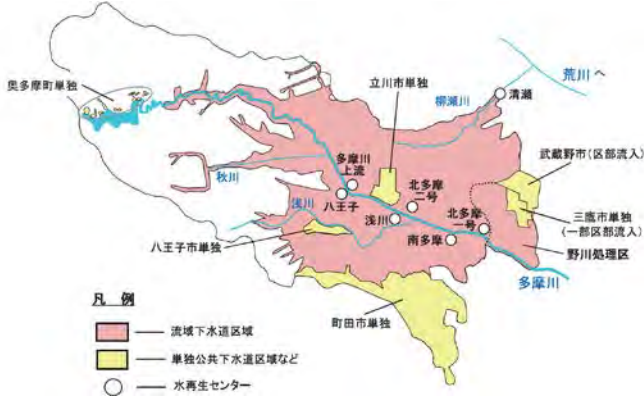 奥多摩町単独
立川市単独
柳瀬川
清瀬
荒川へ
武蔵野市(区部流入)
秋川
多摩川
上流
北多摩
二号
三鷹市単独
(一部区部流入)
浅川
八王子
浅川
北多摩
一号
八王子市単独
南多摩
野川処理区
多摩川
町田市単独
凡 例
流域下水道区域
単独公共下水道区域など
水再生センター